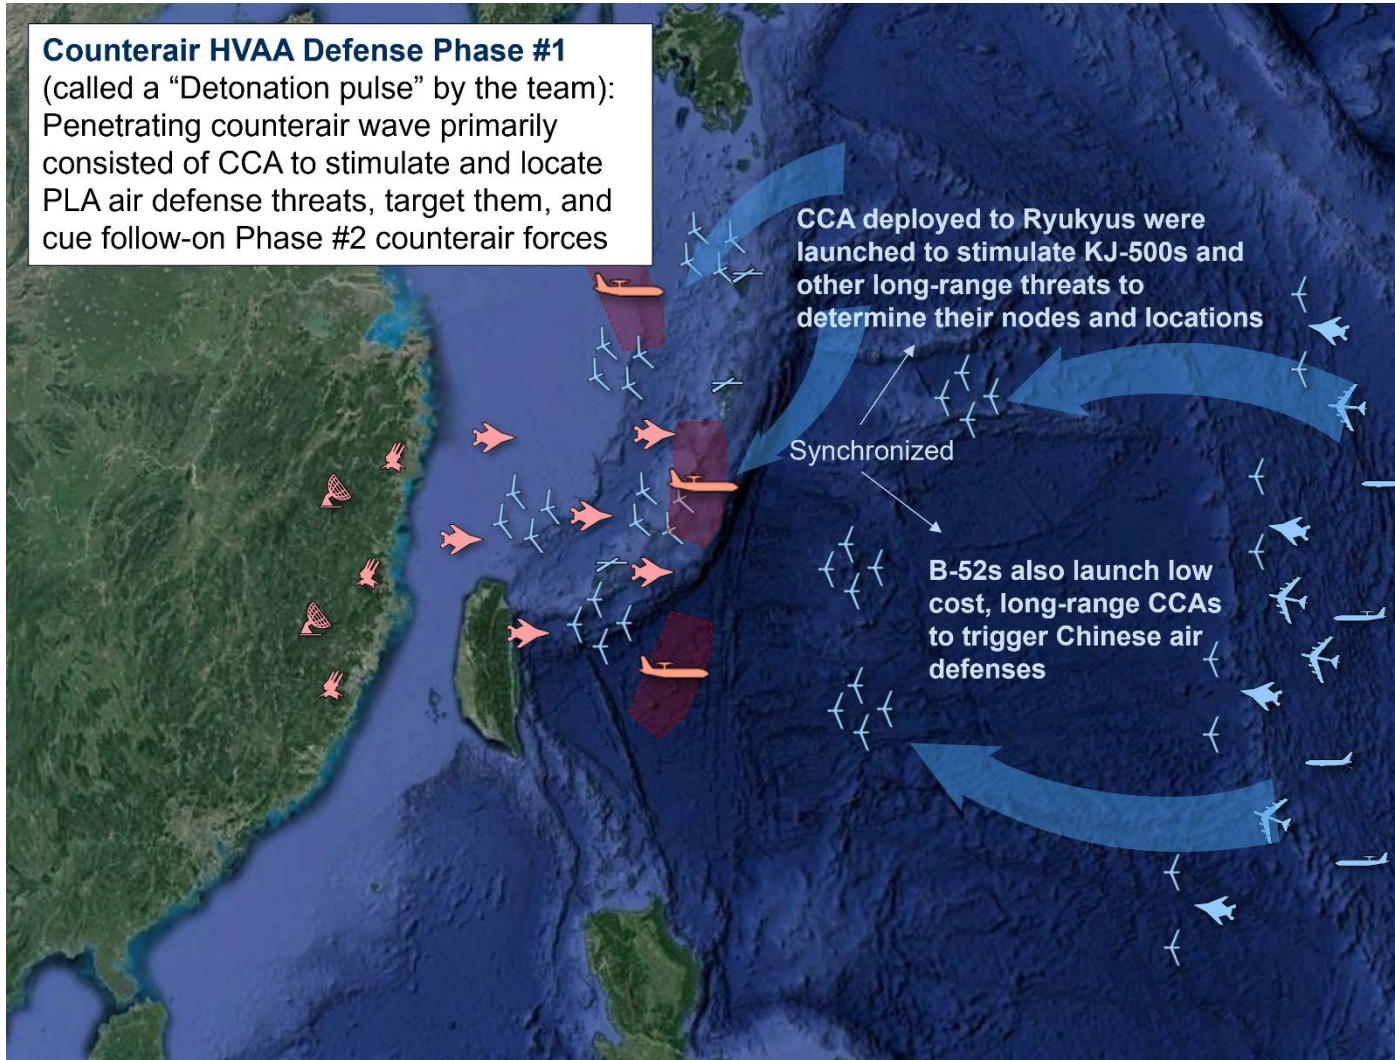 Counterair HVAA Defense Phase #1
(called a “Detonation pulse” by the team):
Penetrating counterair wave primarily
consisted of CCA to stimulate and locate
PLA air defense threats, target them, and
cue follow-on Phase #2 counterair forces
CCA deployed to Ryukyus were
launched to stimulate KJ-500s and
other long-range threats to
determine their nodes and locations
Synchronized
B-52s also launch low
cost, long-range CCAs
to trigger Chinese air
defenses